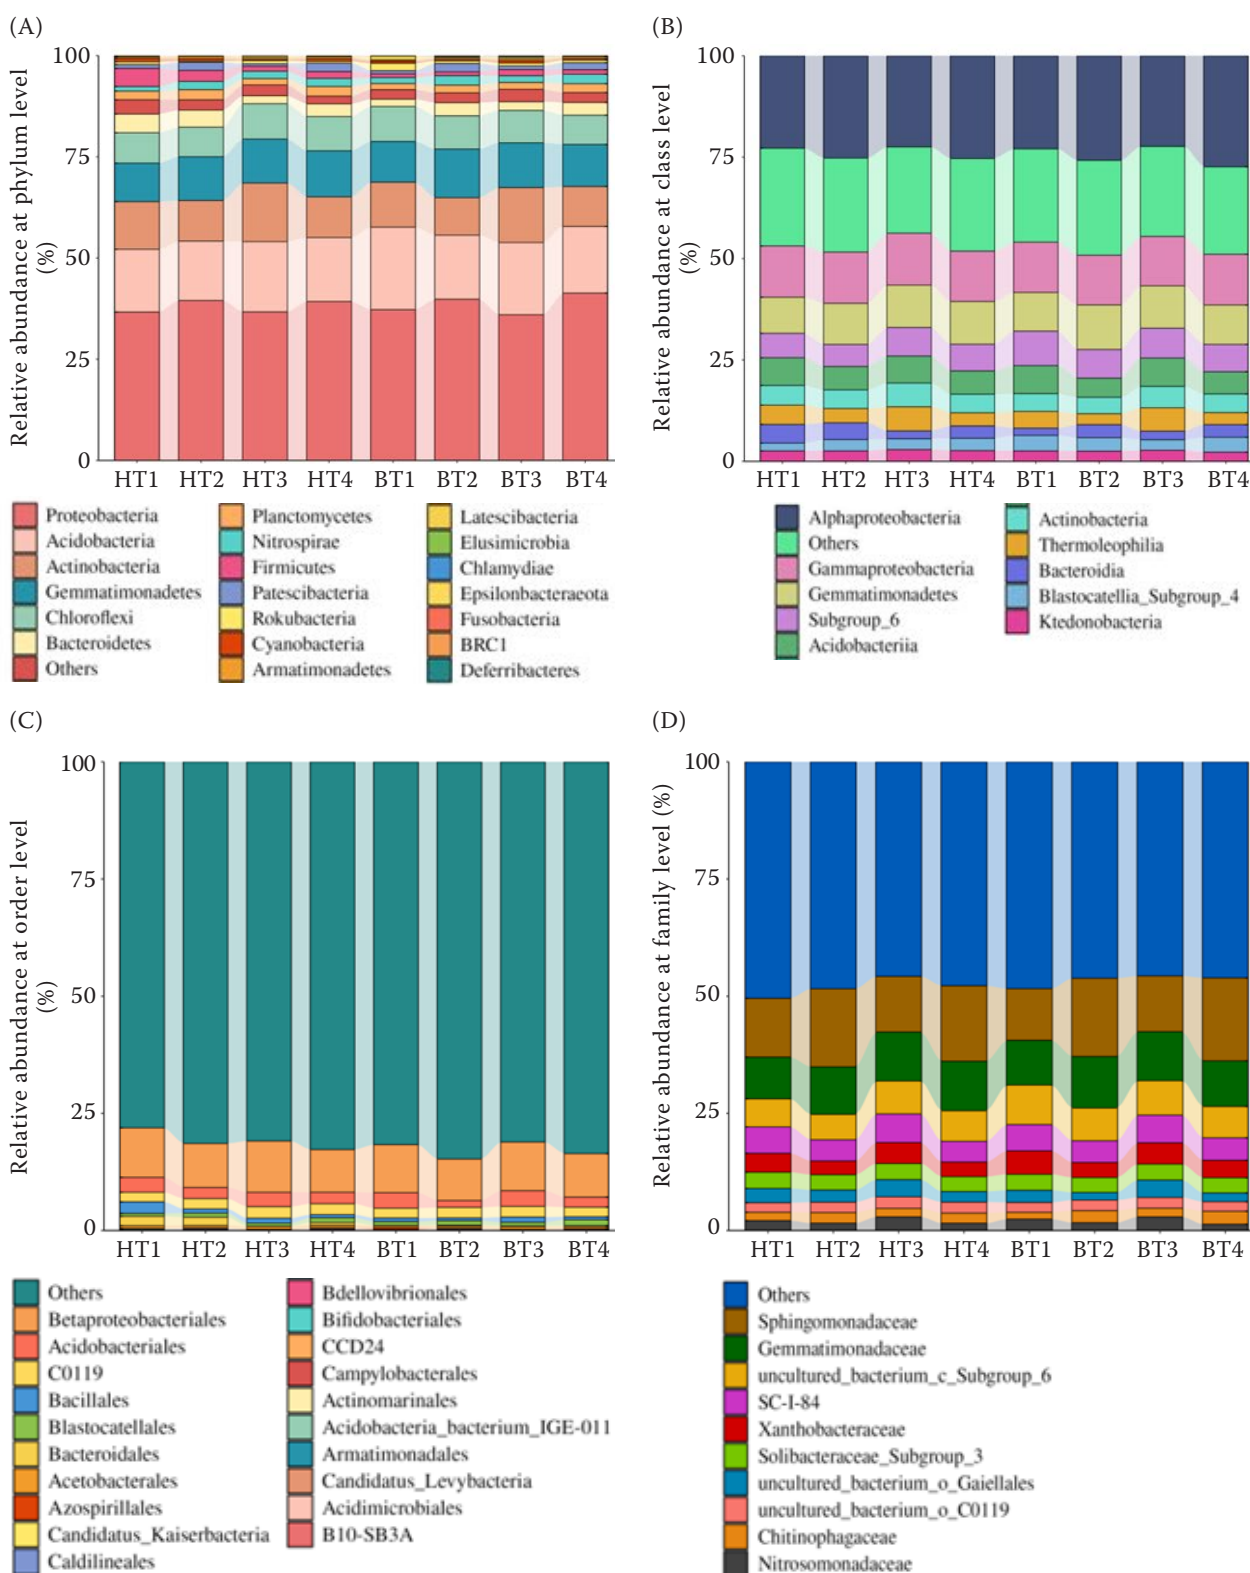 (A)
Relative abundance at phylum level
(%)
100
75
50
25
0
HT1 HT2 HT3 HT4 BT1 BT2 BT3 BT4
Proteobacteria
Acidobacteria
Actinobacteria
Gemmatimonadetes
Chloroflexi
Bacteroidetes
Others
Planctomycetes
Nitrospirae
Firmicutes
Patescibacteria
Rokubacteria
Cyanobacteria
Armatimonadetes
Latescibacteria
Elusimicrobia
Chlamydiae
Epsilonbacteraeota
Fusobacteria
BRC1
Deferribacteres
(B)
Relative abundance at class level
(%)
100
75
50
25
0
HT1 HT2 HT3 HT4 BT1 BT2 BT3 BT4
Alphaproteobacteria
Others
Gammaproteobacteria
Gemmatimonadetes
Subgroup_6
Acidobacteriia
Actinobacteria
Thermoleophilia
Bacteroidia
Blastocatellia_Subgroup_4
Ktedonobacteria
(C)
Relative abundance at order level
(%)
100
75
50
25
0
HT1 HT2 HT3 HT4 BT1 BT2 BT3 BT4
Others
Betaproteobacteriales
Acidobacteriales
C0119
Bacillales
Blastocatellales
Bacteroidales
Acetobacterales
Azospirillales
Candidatus_Kaiserbacteria
Caldilineales
Bdellovibrionales
Bifidobacteriales
CCD24
Campylobacterales
Actinomarinales
Acidobacteria_bacterium_IGE-011
Armatimonadales
Candidatus_Levybacteria
Acidimicrobiales
B10-SB3A
(D)
Relative abundance at family level (%)
100
75
50
25
0
HT1 HT2 HT3 HT4 BT1 BT2 BT3 BT4
Others
Sphingomonadaceae
Gemmatimonadaceae
uncultured_bacterium_c_Subgroup_6
SC-I-84
Xanthobacteraceae
Solibacteraceae_Subgroup_3
uncultured_bacterium_o_Gaiellales
uncultured_bacterium_o_C0119
Chitinophagaceae
Nitrosomonadaceae